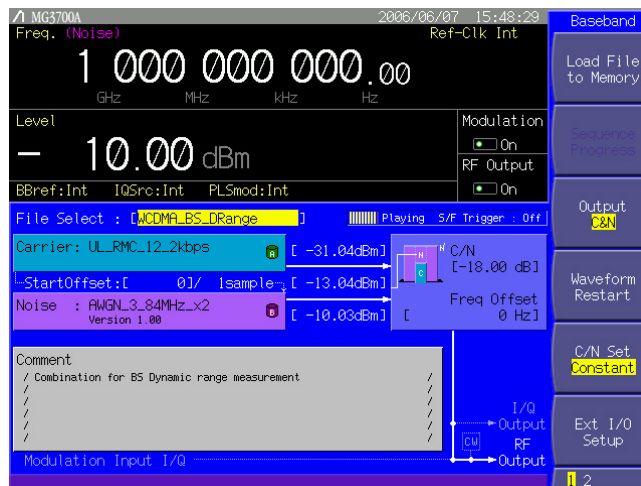 MG3700A 2006/06/07 15:48:29
Freq. (Noise) Ref-Clk Int
1 000 000 000.00
GHz MHz kHz Hz
Level
- 10.00 dBm
Modulation
On
RF Output
On
BBref:Int IQSrc:Int PLSmod:Int
File Select : [WCDMA_BS_DRange ] Playing S/F Trigger : Off
Carrier: UL_RMC_12_2kbps A [ -31.04dBm]
StartOffset:[ 0]/ 1sample [ -13.04dBm]
Noise : AWGN_3_84MHz_x2 B [ -10.03dBm]
Version 1.00
N
C
N C/N
[-18.00 dB]
Freq Offset
[ 0 Hz]
Comment
/ Combination for BS Dynamic range measurement /
/ /
/ /
/ /
/ /
/ /
I/Q
Output
CW RF
Output
Modulation Input I/Q
Baseband
Load File
to Memory
Sequence
Progress
Output
C&N
Waveform
Restart
C/N Set
Constant
Ext I/O
Setup
1 2